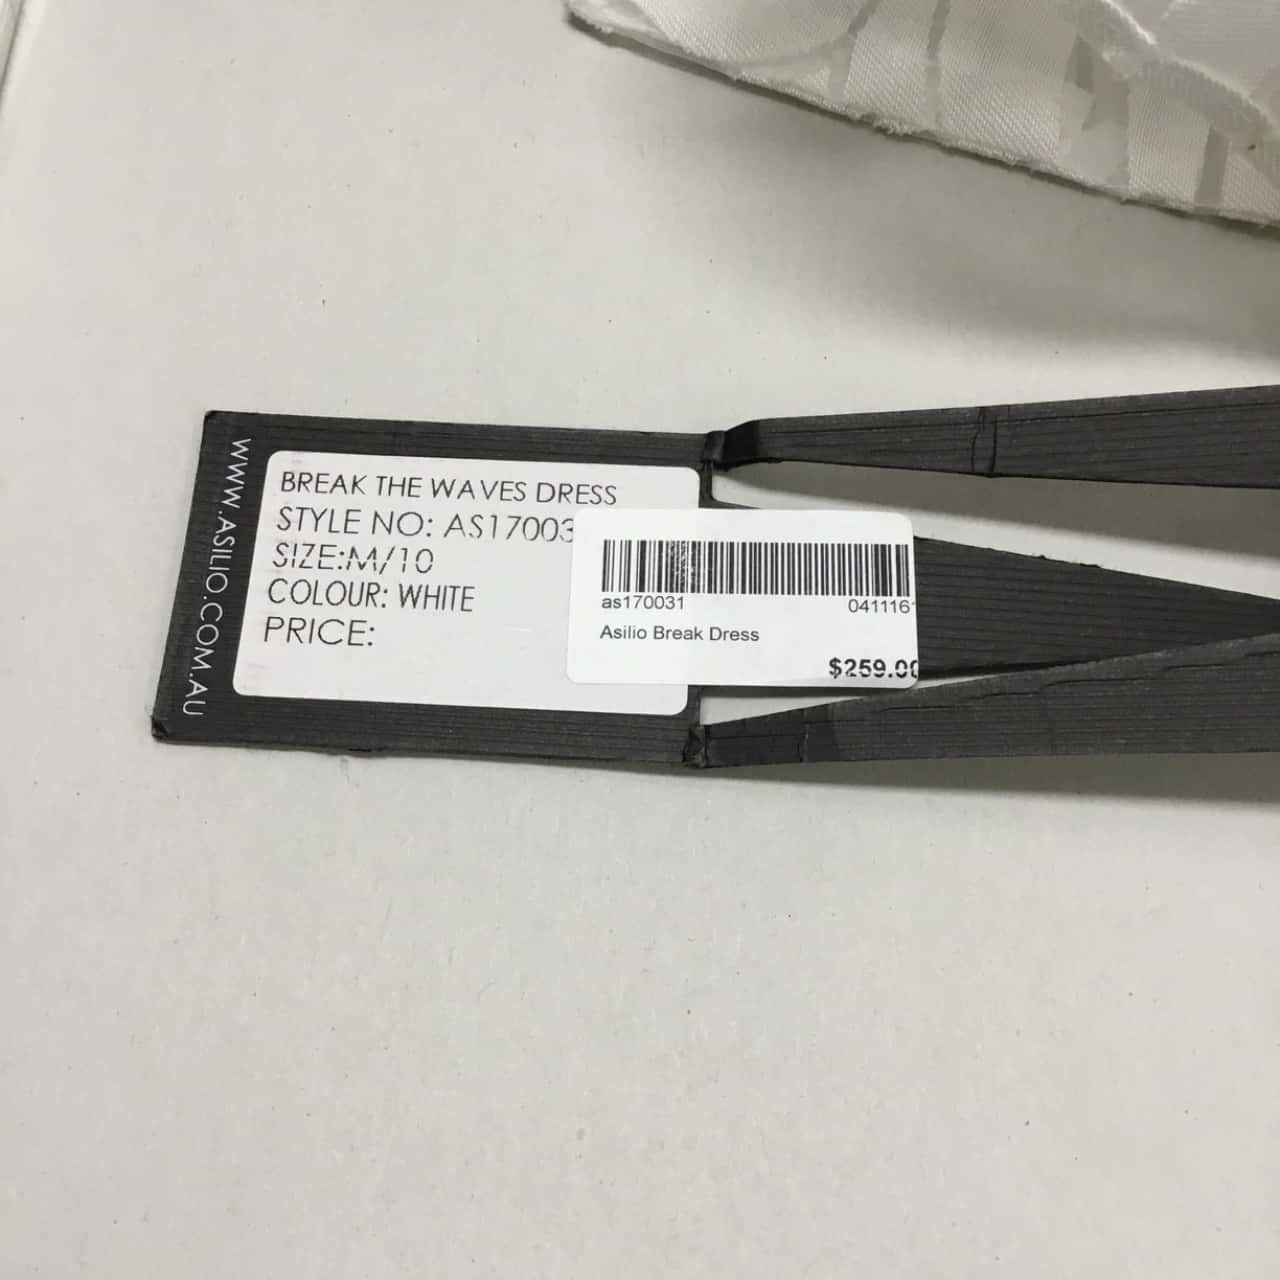 WWW.ASILIO.COM.AU
BREAK THE WAVES DRESS
STYLE NO: AS17003
SIZE:M/10
COLOUR: WHITE
PRICE:
as170031 041116
Asilio Break Dress
$259.00